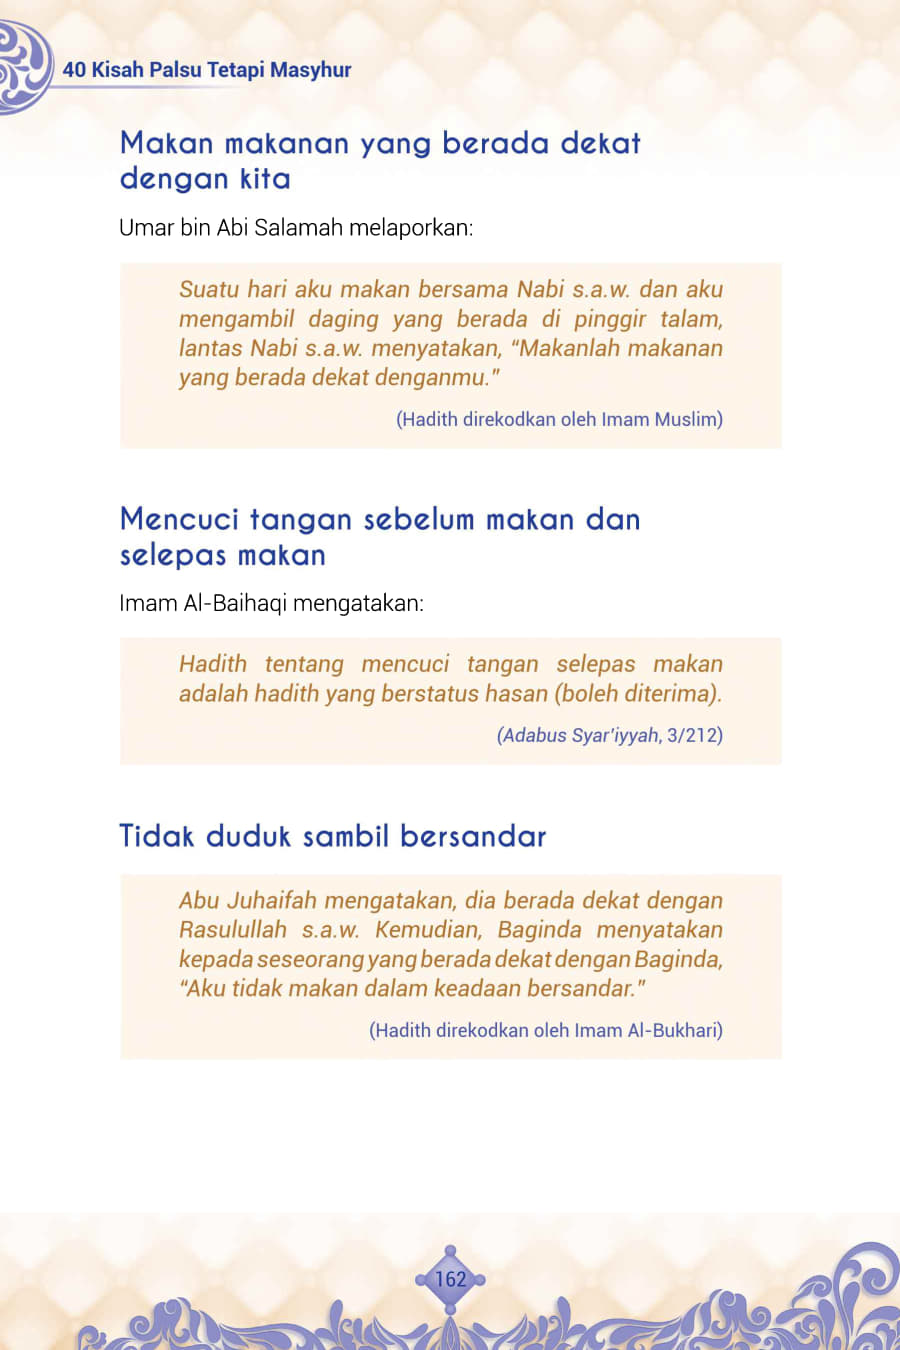 40 Kisah Palsu Tetapi Masyhur
Makan makanan yang berada dekat
dengan kita
Umar bin Abi Salamah melaporkan:
Suatu hari aku makan bersama Nabi s.a.w. dan aku
mengambil daging yang berada di pinggir talam,
lantas Nabi s.a.w. menyatakan, “Makanlah makanan
yang berada dekat denganmu.”
(Hadith direkodkan oleh Imam Muslim)
Mencuci tangan sebelum makan dan
selepas makan
Imam Al-Baihaqi mengatakan:
Hadith tentang mencuci tangan selepas makan
adalah hadith yang berstatus hasan (boleh diterima).
(Adabus Syar’iyyah, 3/212)
Tidak duduk sambil bersandar
Abu Juhaifah mengatakan, dia berada dekat dengan
Rasulullah s.a.w. Kemudian, Baginda menyatakan
kepada seseorang yang berada dekat dengan Baginda,
“Aku tidak makan dalam keadaan bersandar.”
(Hadith direkodkan oleh Imam Al-Bukhari)
162